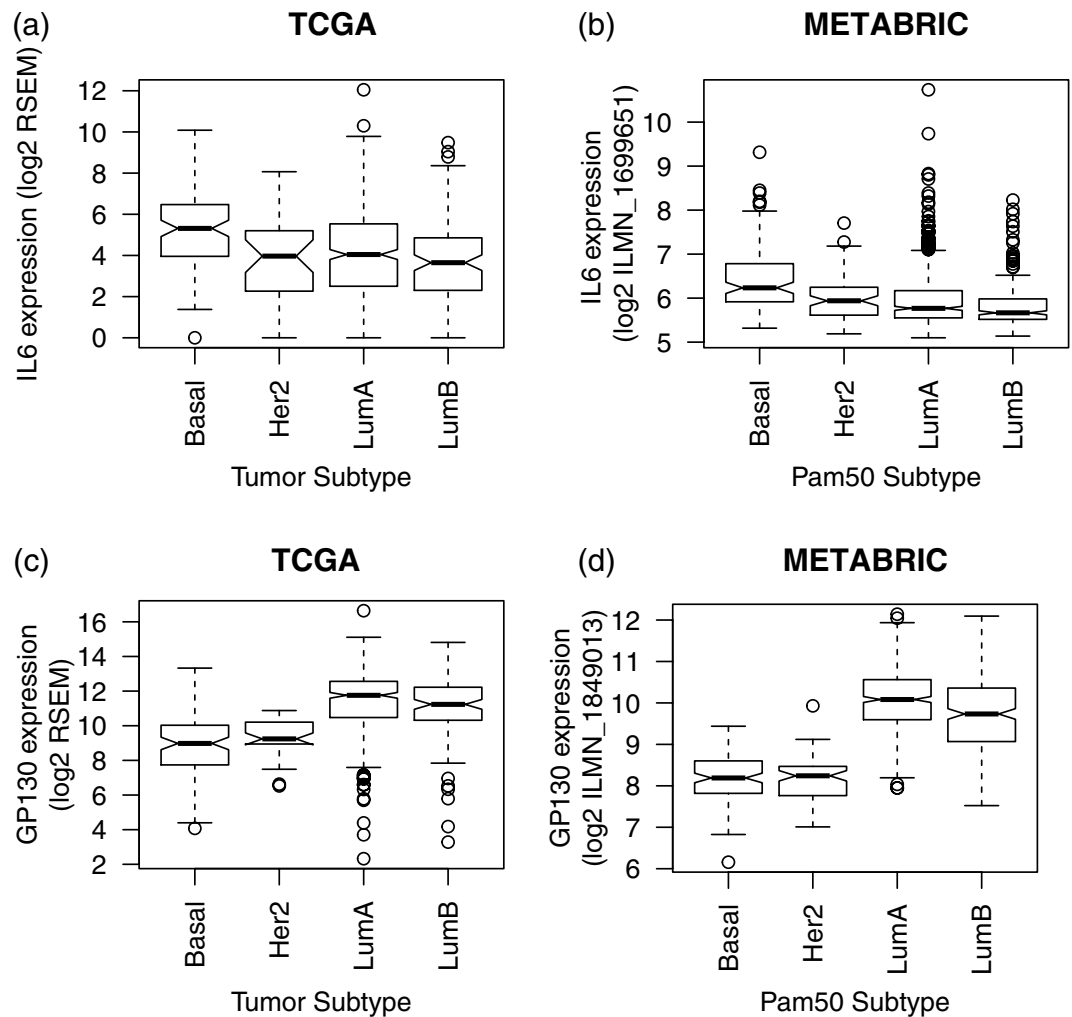 (a) TCGA
IL6 expression (log2 RSEM)
12
10
8
6
4
2
0
Basal
Her2
LumA
LumB
Tumor Subtype
(b) METABRIC
IL6 expression
(log2 ILMN_1699651)
10
9
8
7
6
5
Basal
Her2
LumA
LumB
Pam50 Subtype
(c) TCGA
GP130 expression
(log2 RSEM)
16
14
12
10
8
6
4
2
Basal
Her2
LumA
LumB
Tumor Subtype
(d) METABRIC
GP130 expression
(log2 ILMN_1849013)
12
11
10
9
8
7
6
Basal
Her2
LumA
LumB
Pam50 Subtype